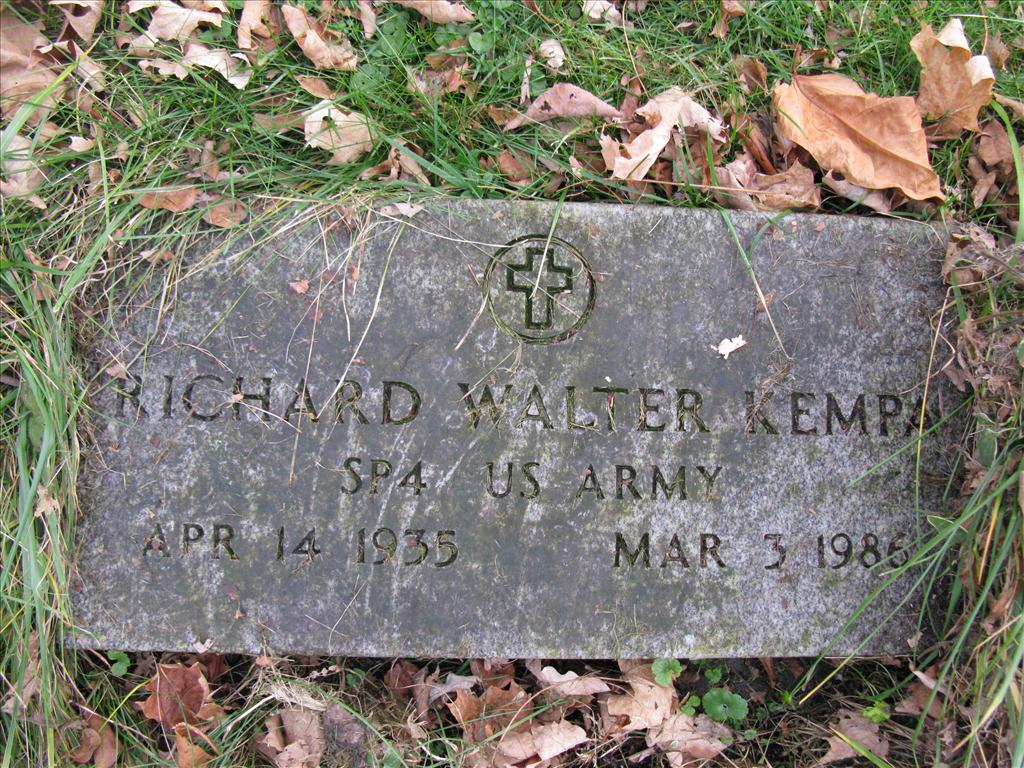 RICHARD WALTER KEMPA
SP4 US ARMY
APR 14 1935 MAR 3 1986